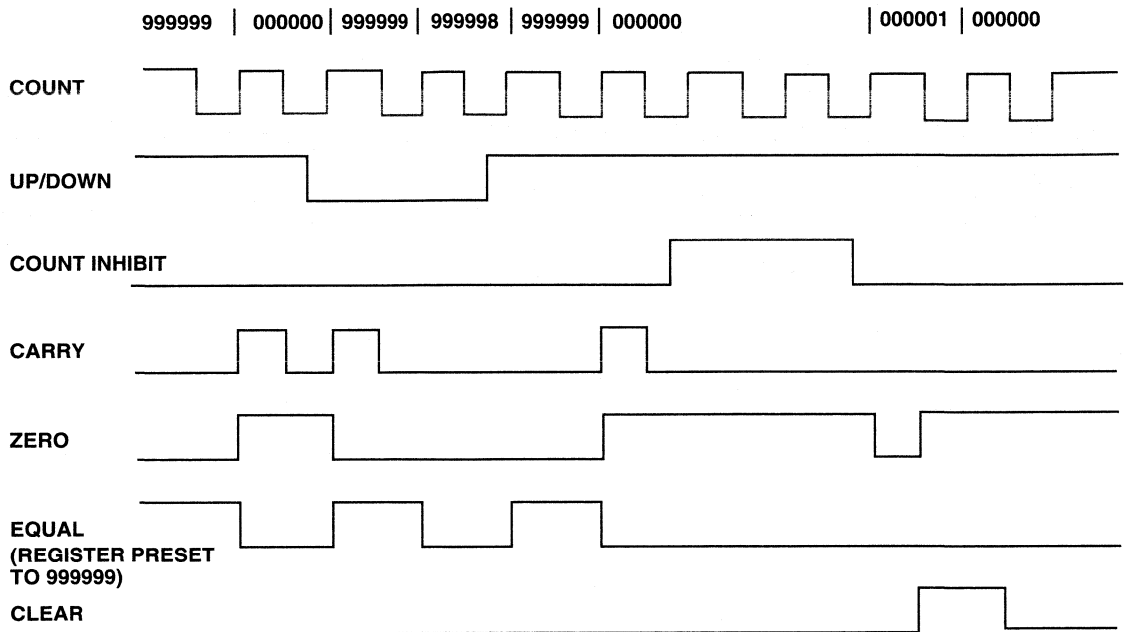 999999 | 000000 | 999999 | 999998 | 999999 | 000000 | 000001 | 000000
COUNT
UP/DOWN
COUNT INHIBIT
CARRY
ZERO
EQUAL
(REGISTER PRESET
TO 999999)
CLEAR